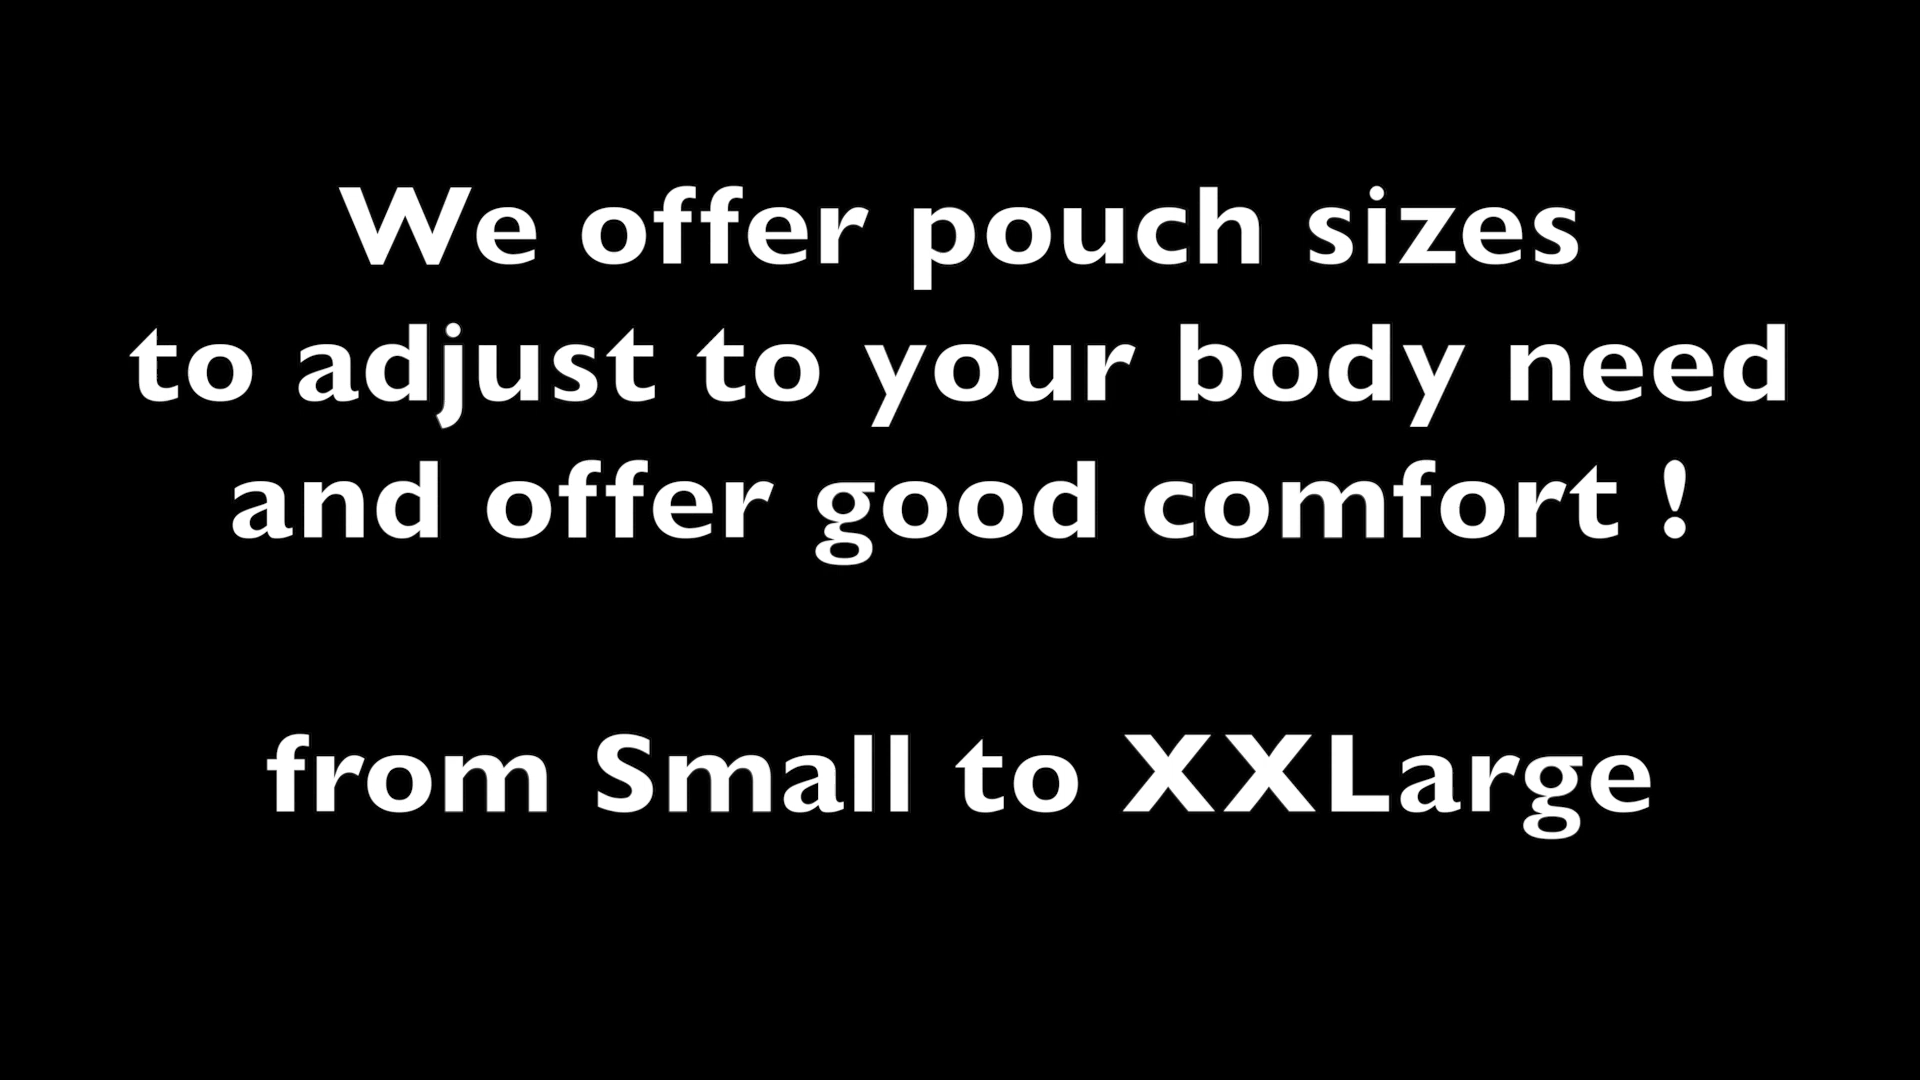 We offer pouch sizes
to adjust to your body need
and offer good comfort !
from Small to XXLarge